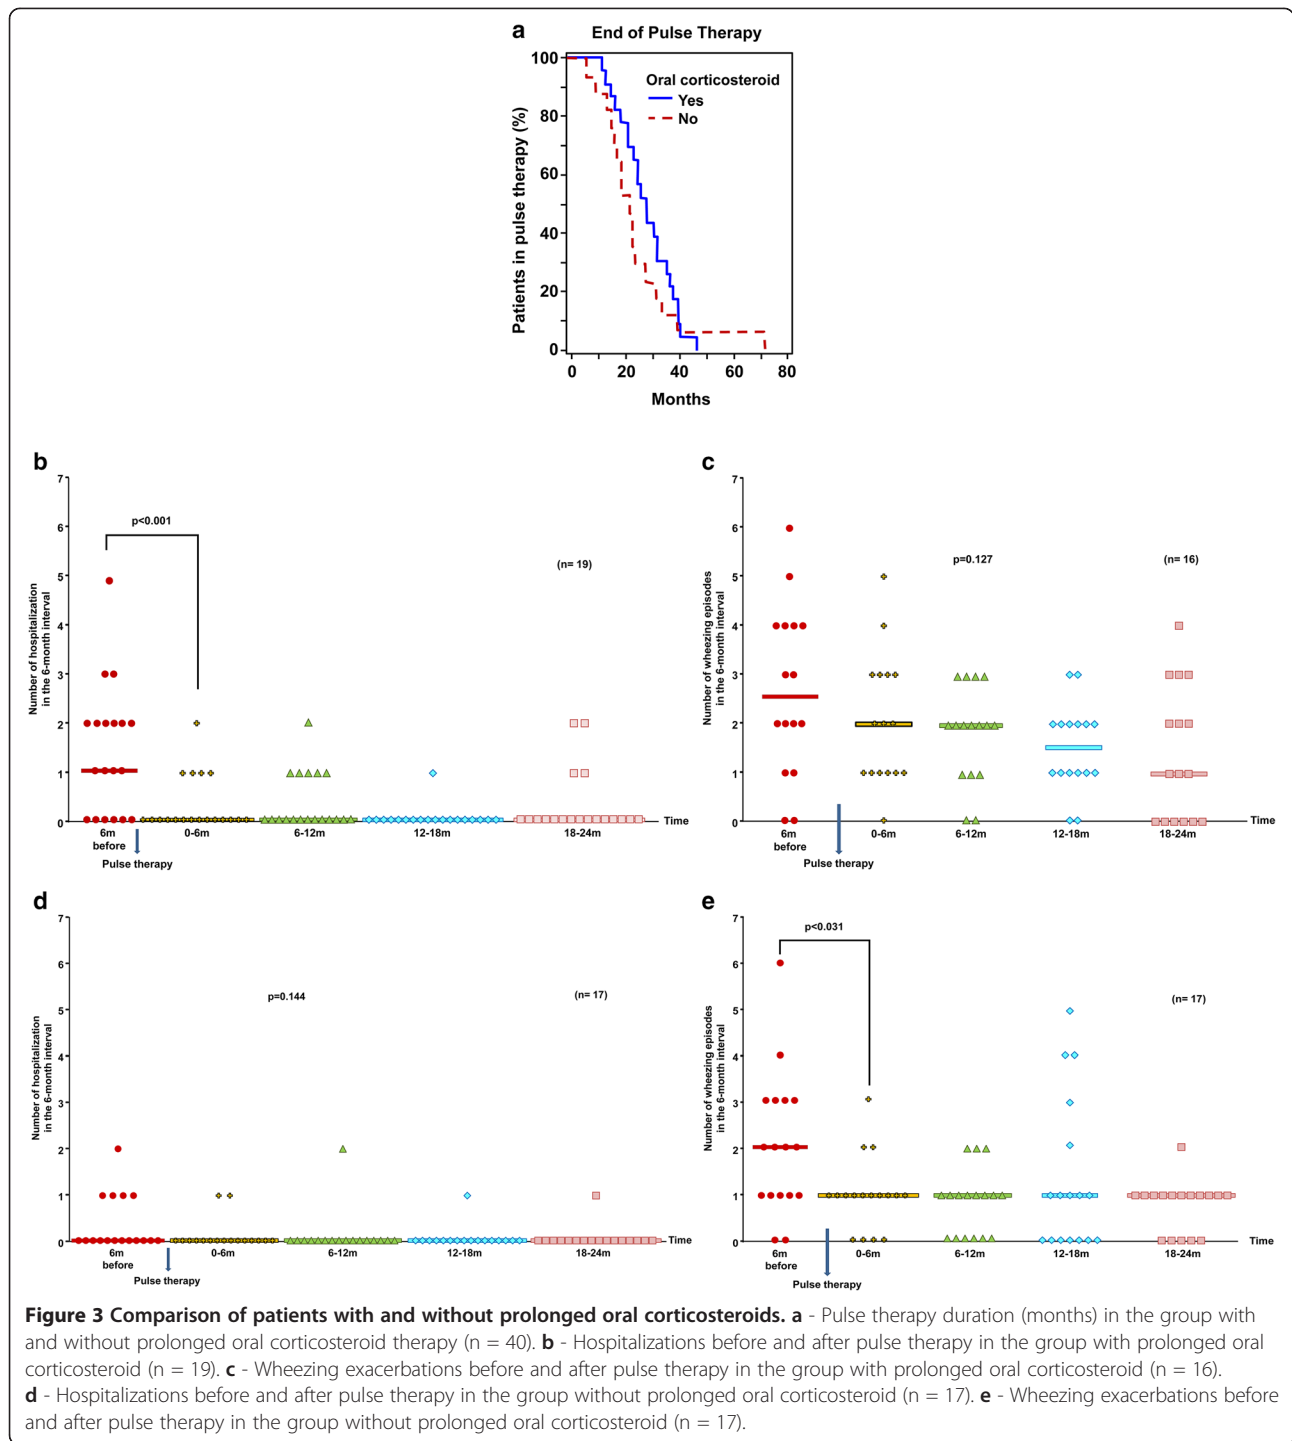 a
End of Pulse Therapy
Patients in pulse therapy (%)
100
80
60
40
20
0
Oral corticosteroid
Yes
No
0 20 40 60 80
Months
b
Number of hospitalization
in the 6-month interval
7
6
5
4
3
2
1
0
p<0.001
(n= 19)
Time
6m
before
0-6m
6-12m
12-18m
18-24m
Pulse therapy
c
Number of wheezing episodes
in the 6-month interval
7
6
5
4
3
2
1
0
p=0.127
(n= 16)
Time
6m
before
0-6m
6-12m
12-18m
18-24m
Pulse therapy
d
Number of hospitalization
in the 6-month interval
7
6
5
4
3
2
1
0
p=0.144
(n= 17)
Time
6m
before
0-6m
6-12m
12-18m
18-24m
Pulse therapy
e
Number of wheezing episodes
in the 6-month interval
7
6
5
4
3
2
1
0
p<0.031
(n= 17)
Time
6m
before
0-6m
6-12m
12-18m
18-24m
Pulse therapy
Figure 3 Comparison of patients with and without prolonged oral corticosteroids. a - Pulse therapy duration (months) in the group with
and without prolonged oral corticosteroid therapy (n = 40). b - Hospitalizations before and after pulse therapy in the group with prolonged oral
corticosteroid (n = 19). c - Wheezing exacerbations before and after pulse therapy in the group with prolonged oral corticosteroid (n = 16).
d - Hospitalizations before and after pulse therapy in the group without prolonged oral corticosteroid (n = 17). e - Wheezing exacerbations before
and after pulse therapy in the group without prolonged oral corticosteroid (n = 17).